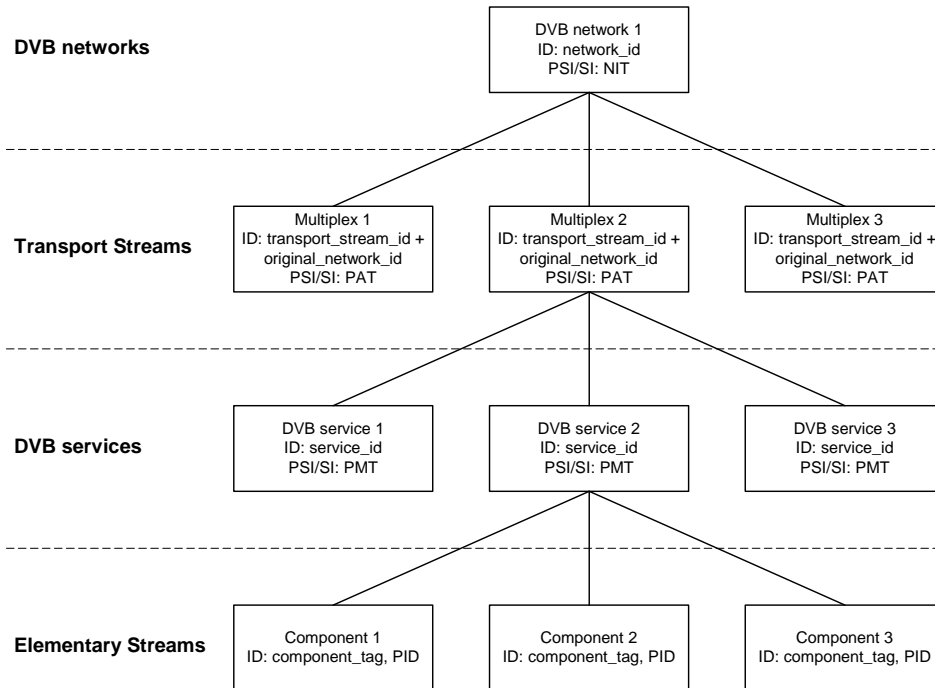 DVB networks
DVB network 1
ID: network_id
PSI/SI: NIT
Transport Streams
Multiplex 1
ID: transport_stream_id +
original_network_id
PSI/SI: PAT
Multiplex 2
ID: transport_stream_id +
original_network_id
PSI/SI: PAT
Multiplex 3
ID: transport_stream_id +
original_network_id
PSI/SI: PAT
DVB services
DVB service 1
ID: service_id
PSI/SI: PMT
DVB service 2
ID: service_id
PSI/SI: PMT
DVB service 3
ID: service_id
PSI/SI: PMT
Elementary Streams
Component 1
ID: component_tag, PID
Component 2
ID: component_tag, PID
Component 3
ID: component_tag, PID